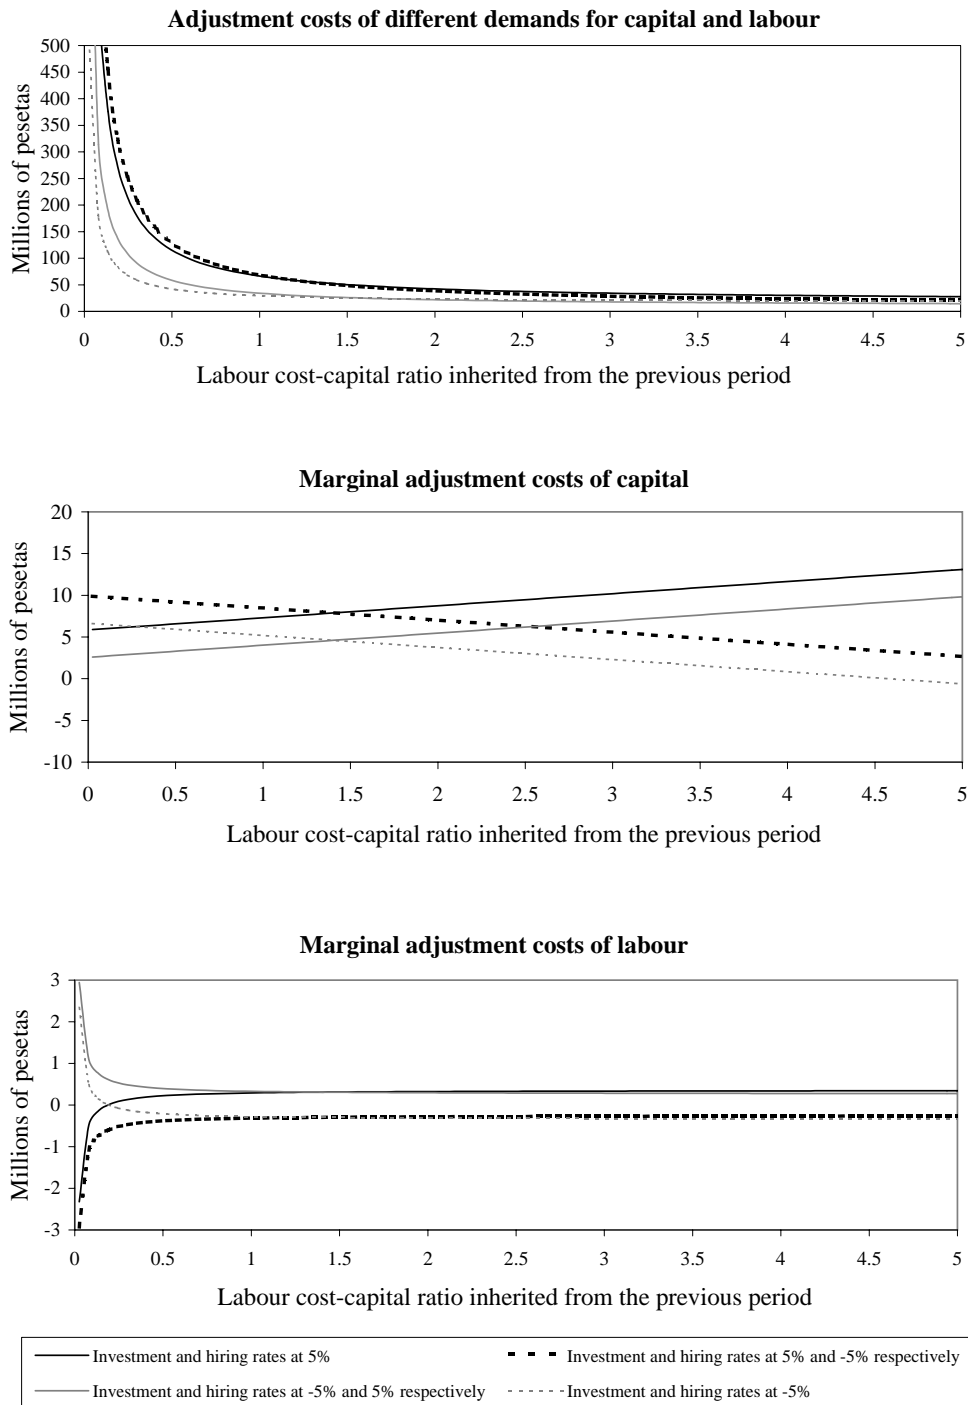 Adjustment costs of different demands for capital and labour
Millions of pesetas
500
450
400
350
300
250
200
150
100
50
0
0 0.5 1 1.5 2 2.5 3 3.5 4 4.5 5
Labour cost-capital ratio inherited from the previous period
Marginal adjustment costs of capital
Millions of pesetas
20
15
10
5
0
-5
-10
0 0.5 1 1.5 2 2.5 3 3.5 4 4.5 5
Labour cost-capital ratio inherited from the previous period
Marginal adjustment costs of labour
Millions of pesetas
3
2
1
0
-1
-2
-3
0 0.5 1 1.5 2 2.5 3 3.5 4 4.5 5
Labour cost-capital ratio inherited from the previous period
Investment and hiring rates at 5%
Investment and hiring rates at 5% and -5% respectively
Investment and hiring rates at -5% and 5% respectively
Investment and hiring rates at -5%